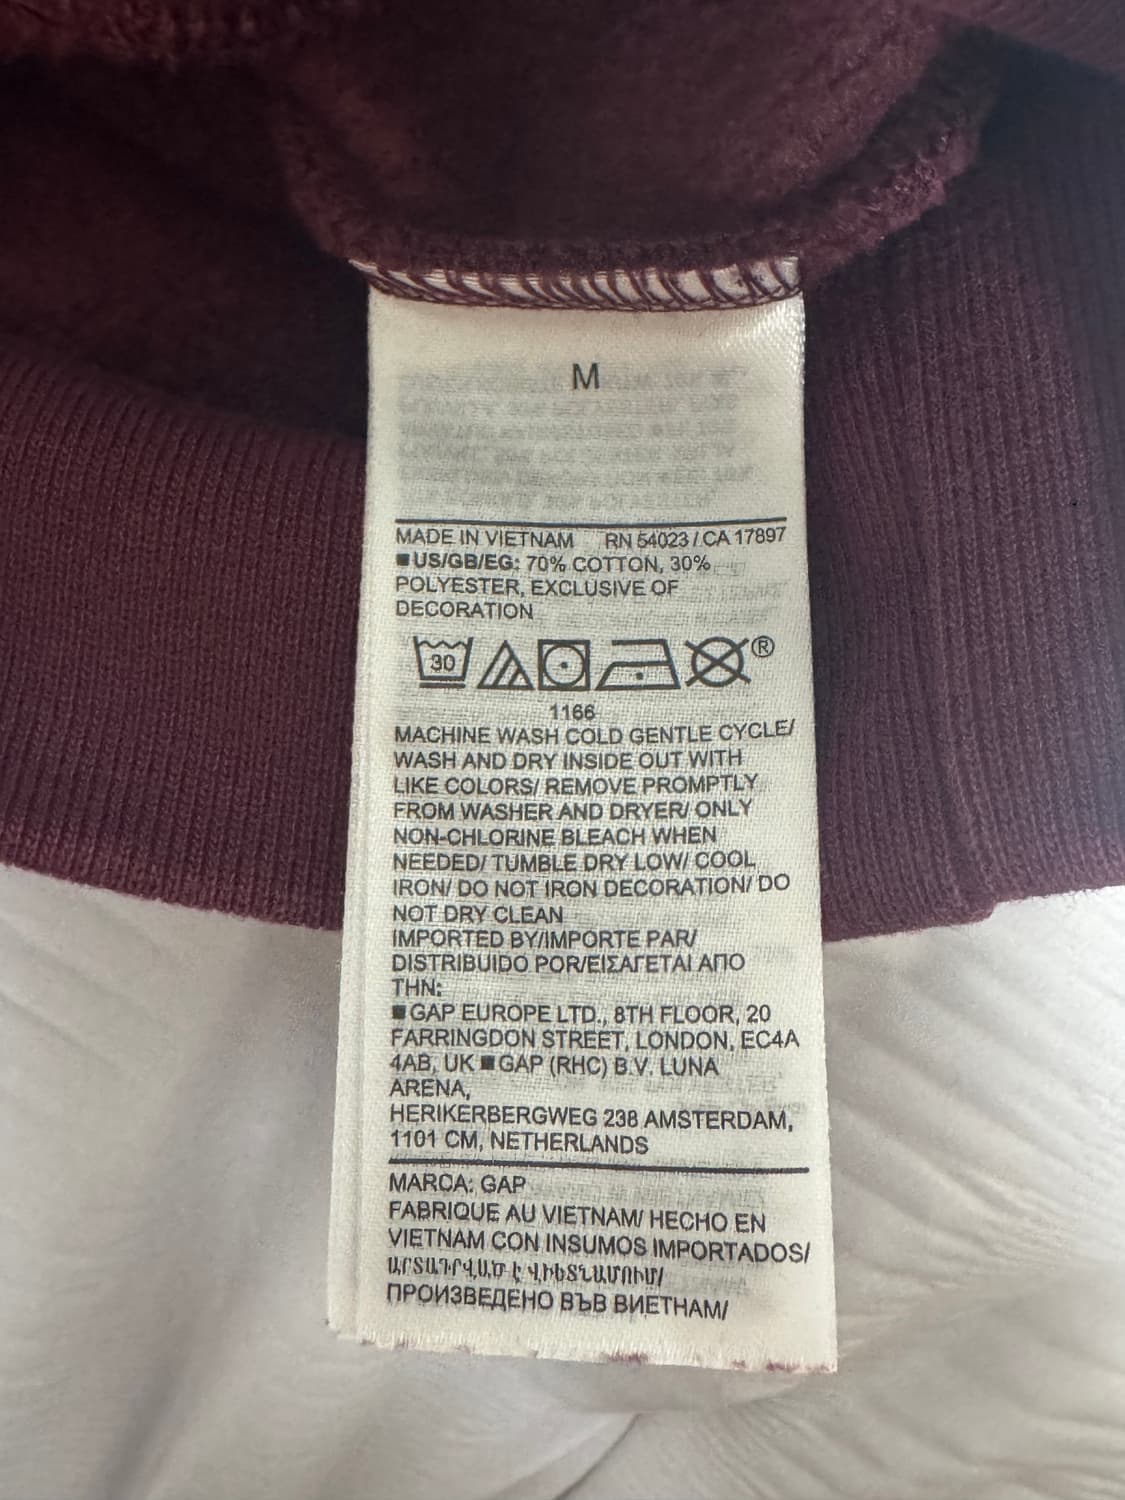 M
MADE IN VIETNAM RN 54023 / CA 17897
■US/GB/EG: 70% COTTON, 30%
POLYESTER, EXCLUSIVE OF
DECORATION
30 ®
1166
MACHINE WASH COLD GENTLE CYCLE/
WASH AND DRY INSIDE OUT WITH
LIKE COLORS/ REMOVE PROMPTLY
FROM WASHER AND DRYER/ ONLY
NON-CHLORINE BLEACH WHEN
NEEDED/ TUMBLE DRY LOW/ COOL
IRON/ DO NOT IRON DECORATION/ DO
NOT DRY CLEAN
IMPORTED BY/IMPORTE PAR/
DISTRIBUIDO POR/ΕΙΣΑΓΕΤΑΙ ΑΠΟ
ΤΗΝ:
■GAP EUROPE LTD., 8TH FLOOR, 20
FARRINGDON STREET, LONDON, EC4A
4AB, UK ■GAP (RHC) B.V. LUNA
ARENA,
HERIKERBERGWEG 238 AMSTERDAM,
1101 CM, NETHERLANDS
MARCA: GAP
FABRIQUE AU VIETNAM/ HECHO EN
VIETNAM CON INSUMOS IMPORTADOS/
ԱՐՏԱԴՐՎԱԾ Է ՎԻԵՏՆԱՄՈՒՄ/
ПРОИЗВЕДЕНО ВЪВ ВИЕТНАМ/